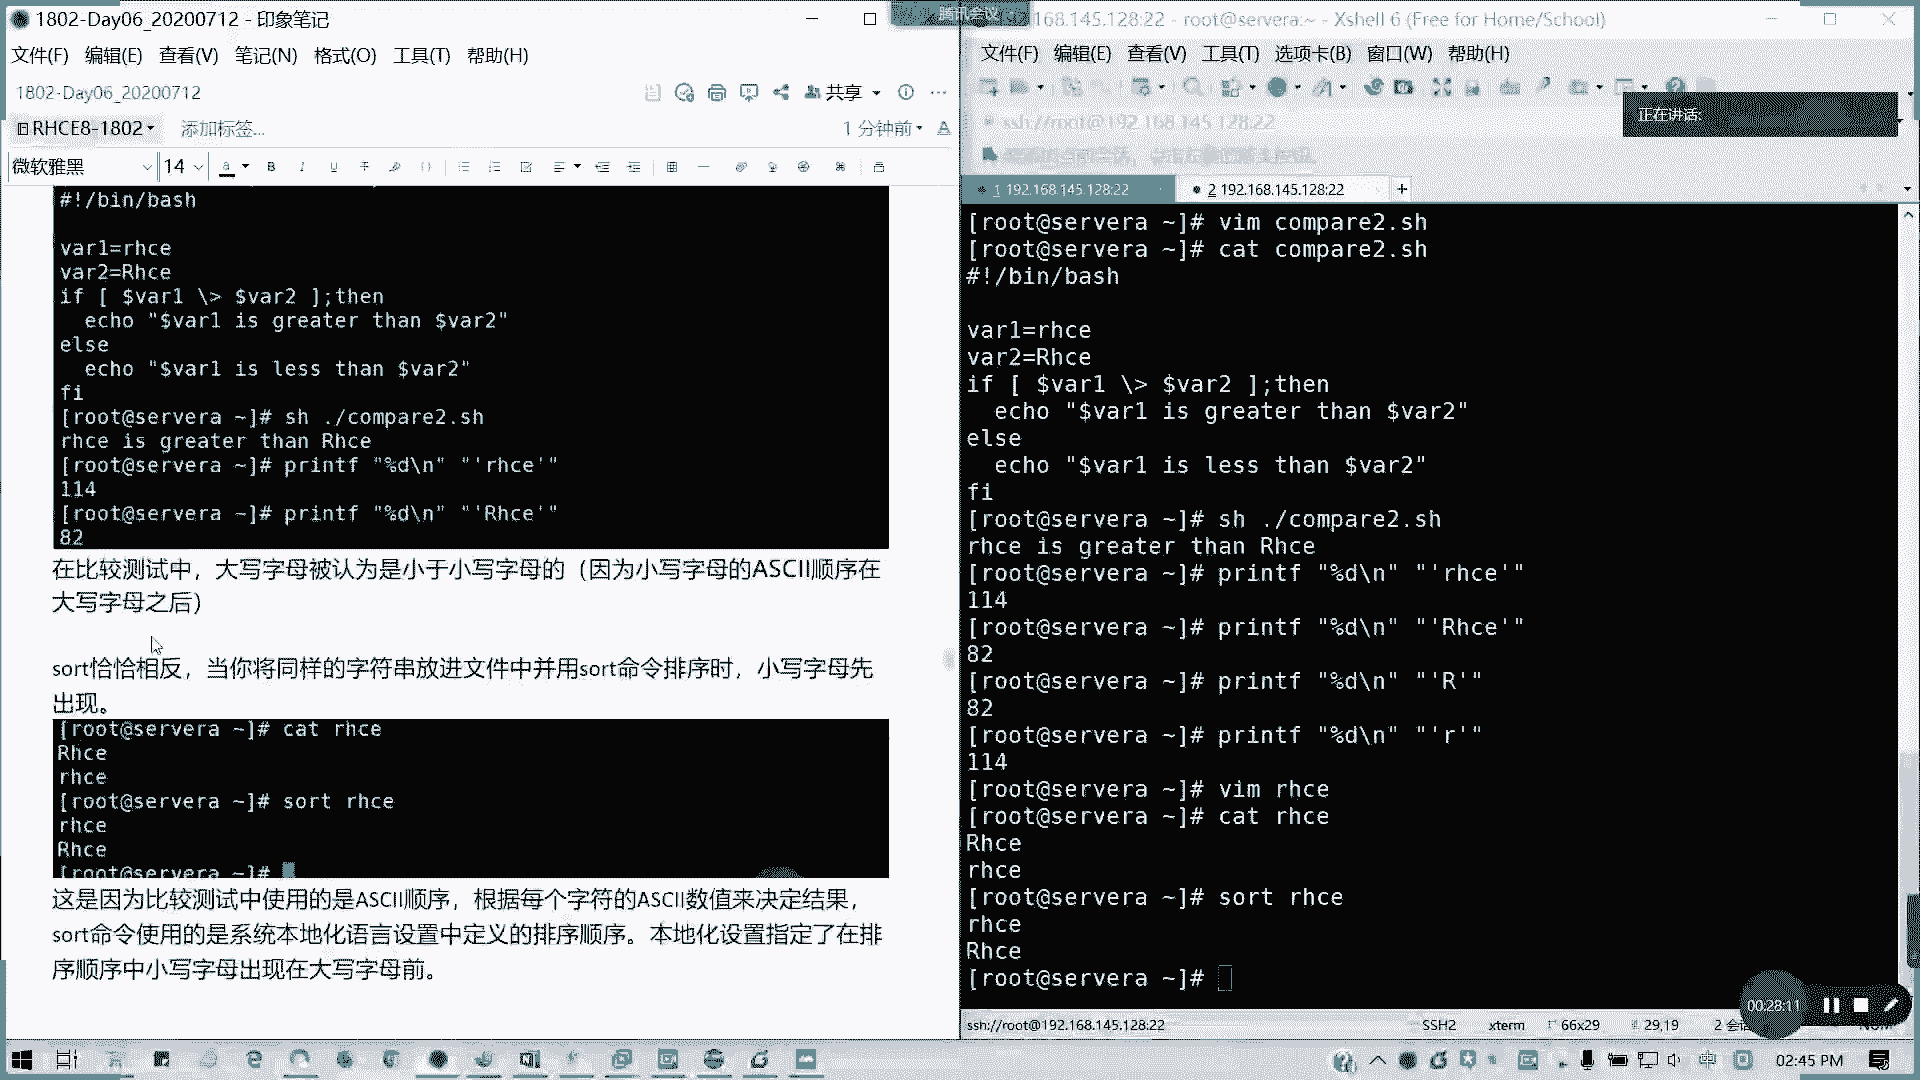 1802-Day06_20200712 - 印象笔记
文件(F) 编辑(E) 查看(V) 笔记(N) 格式(O) 工具(T) 帮助(H)
1802-Day06_20200712
共享
RHCE8-1802
添加标签...
1 分钟前
微软雅黑
14
#!/bin/bash
var1=rhce
var2=Rhce
if [ $var1 \> $var2 ];then
  echo "$var1 is greater than $var2"
else
  echo "$var1 is less than $var2"
fi
[root@servera ~]# sh ./compare2.sh
rhce is greater than Rhce
[root@servera ~]# printf "%d\n" "'rhce'"
114
[root@servera ~]# printf "%d\n" "'Rhce'"
82
在比较测试中，大写字母被认为是小于小写字母的（因为小写字母的ASCII顺序在
大写字母之后）
sort恰恰相反，当你将同样的字符串放进文件中并用sort命令排序时，小写字母先
出现。
[root@servera ~]# cat rhce
Rhce
rhce
[root@servera ~]# sort rhce
rhce
Rhce
[root@servera ~]#
这是因为比较测试中使用的是ASCII顺序，根据每个字符的ASCII数值来决定结果，
sort命令使用的是系统本地化语言设置中定义的排序顺序。本地化设置指定了在排
序顺序中小写字母出现在大写字母前。
腾讯会议
168.145.128:22 - root@servera:~ - Xshell 6 (Free for Home/School)
文件(F) 编辑(E) 查看(V) 工具(T) 选项卡(B) 窗口(W) 帮助(H)
正在讲话:
ssh://root@192.168.145.128:22
1 192.168.145.128:22
2 192.168.145.128:22
[root@servera ~]# vim compare2.sh
[root@servera ~]# cat compare2.sh
#!/bin/bash
var1=rhce
var2=Rhce
if [ $var1 \> $var2 ];then
  echo "$var1 is greater than $var2"
else
  echo "$var1 is less than $var2"
fi
[root@servera ~]# sh ./compare2.sh
rhce is greater than Rhce
[root@servera ~]# printf "%d\n" "'rhce'"
114
[root@servera ~]# printf "%d\n" "'Rhce'"
82
[root@servera ~]# printf "%d\n" "'R'"
82
[root@servera ~]# printf "%d\n" "'r'"
114
[root@servera ~]# vim rhce
[root@servera ~]# cat rhce
Rhce
rhce
[root@servera ~]# sort rhce
rhce
Rhce
[root@servera ~]#
00:28:11
ssh://root@192.168.145.128:22
SSH2
xterm
66x29
29,19
2 会
NUM
中
02:45 PM